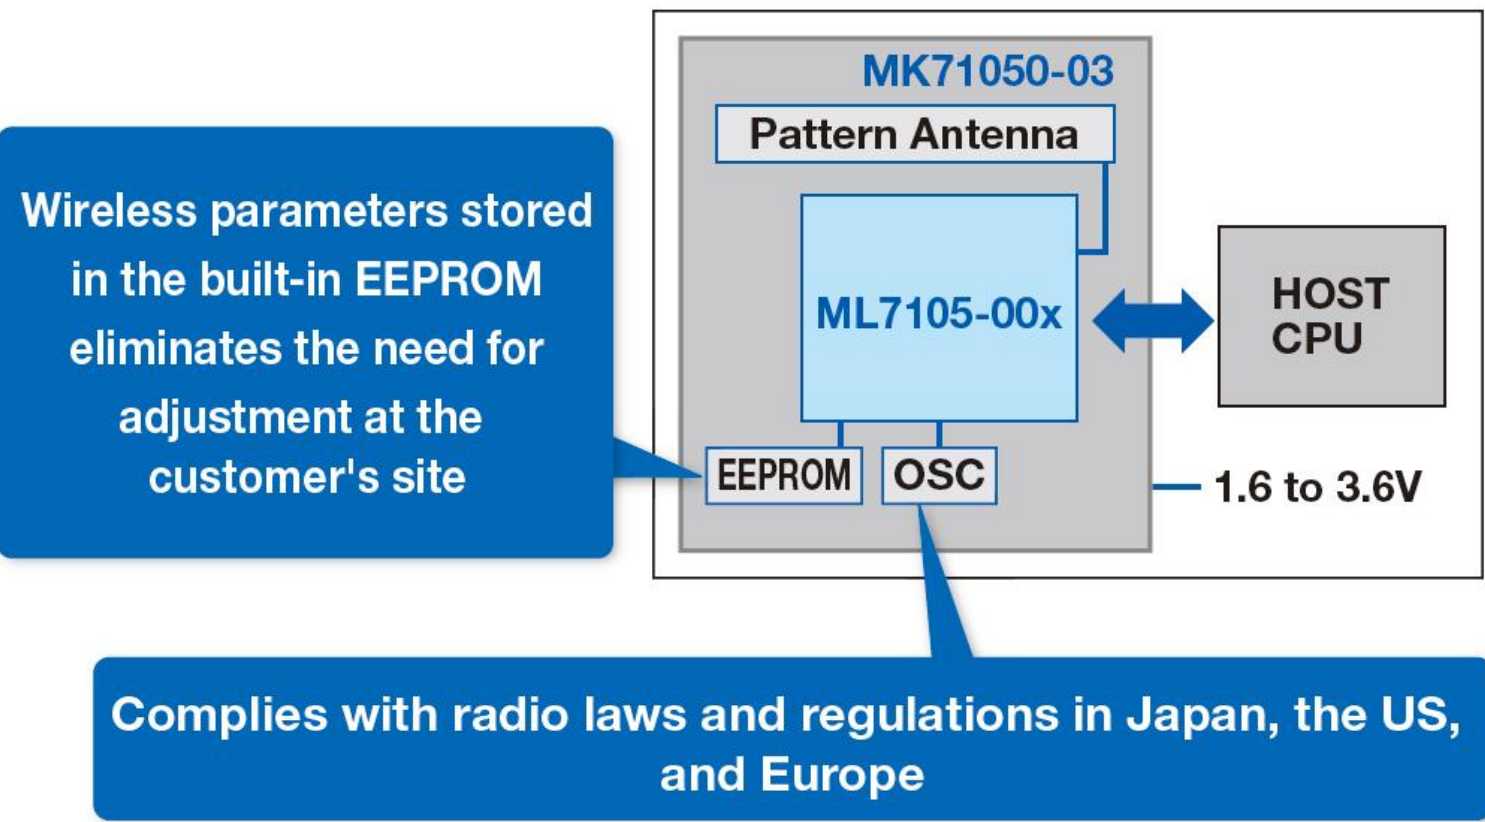 MK71050-03
Pattern Antenna
Wireless parameters stored
in the built-in EEPROM
eliminates the need for
adjustment at the
customer's site
ML7105-00x
HOST
CPU
EEPROM
OSC
1.6 to 3.6V
Complies with radio laws and regulations in Japan, the US,
and Europe